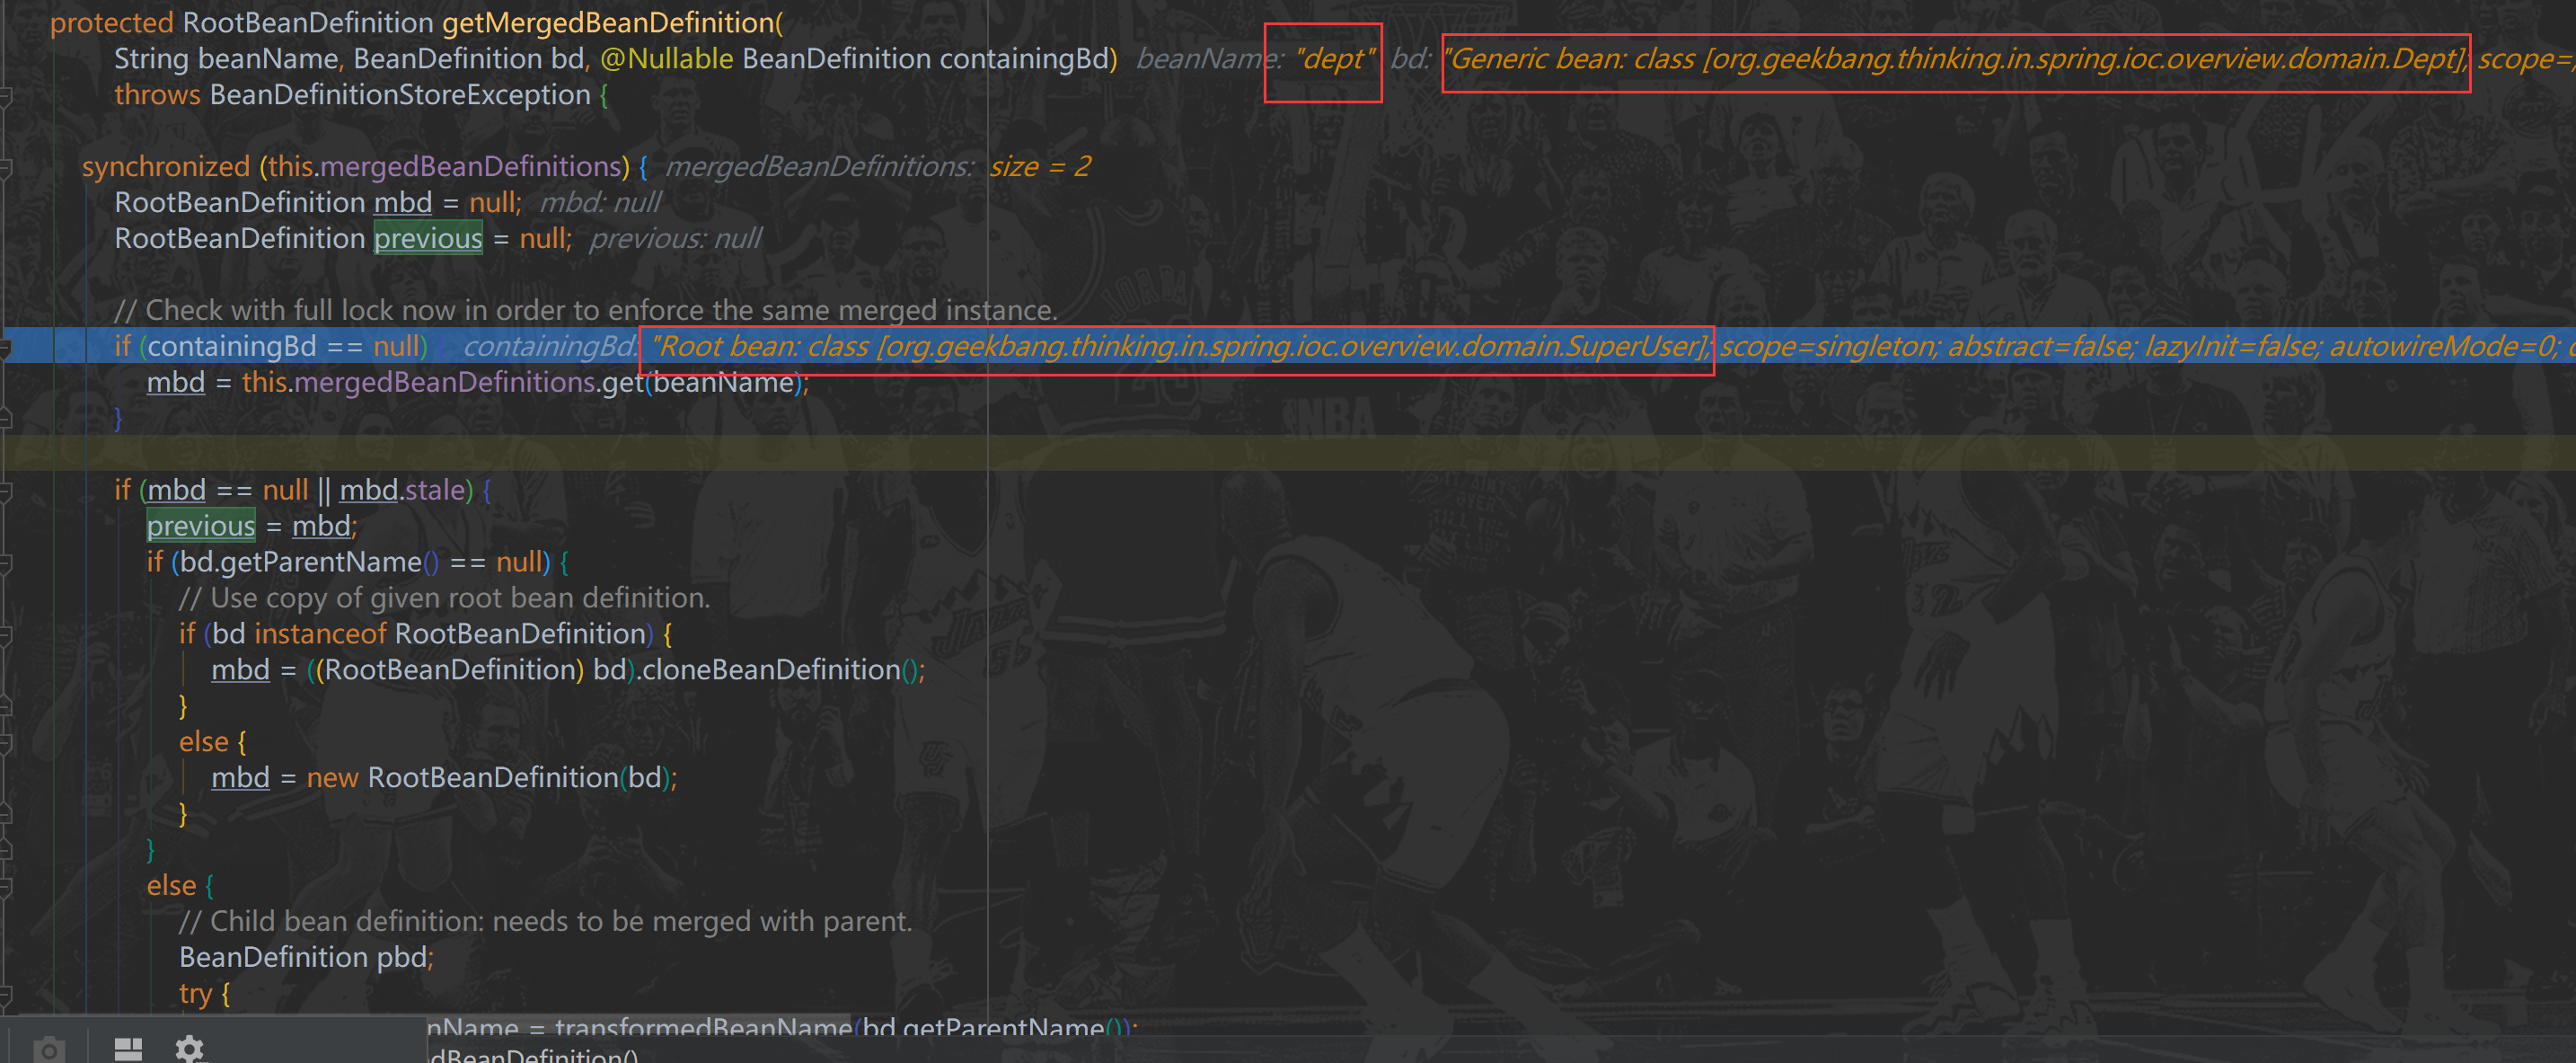 protected RootBeanDefinition getMergedBeanDefinition(
String beanName, BeanDefinition bd, @Nullable BeanDefinition containingBd) beanName: "dept" bd: "Generic bean: class [org.geekbang.thinking.in.spring.ioc.overview.domain.Dept]; scope=;
throws BeanDefinitionStoreException {
synchronized (this.mergedBeanDefinitions) { mergedBeanDefinitions: size = 2
RootBeanDefinition mbd = null; mbd: null
RootBeanDefinition previous = null; previous: null
// Check with full lock now in order to enforce the same merged instance.
if (containingBd == null) { containingBd: "Root bean: class [org.geekbang.thinking.in.spring.ioc.overview.domain.SuperUser]; scope=singleton; abstract=false; lazyInit=false; autowireMode=0;
mbd = this.mergedBeanDefinitions.get(beanName);
}
if (mbd == null || mbd.stale) {
previous = mbd;
if (bd.getParentName() == null) {
// Use copy of given root bean definition.
if (bd instanceof RootBeanDefinition) {
mbd = ((RootBeanDefinition) bd).cloneBeanDefinition();
}
else {
mbd = new RootBeanDefinition(bd);
}
}
else {
// Child bean definition: needs to be merged with parent.
BeanDefinition pbd;
try {
nName = transformedBeanName(bd.getParentName());
dBeanDefinition()
NBA